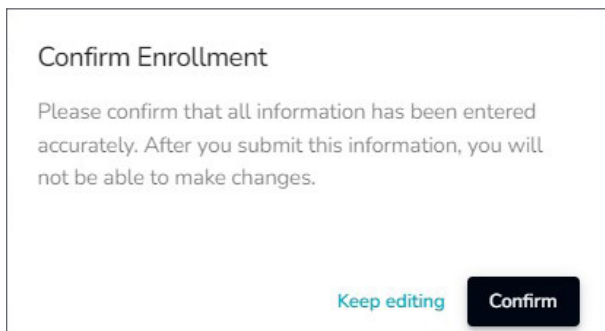 Confirm Enrollment
Please confirm that all information has been entered
accurately. After you submit this information, you will
not be able to make changes.
Keep editing
Confirm